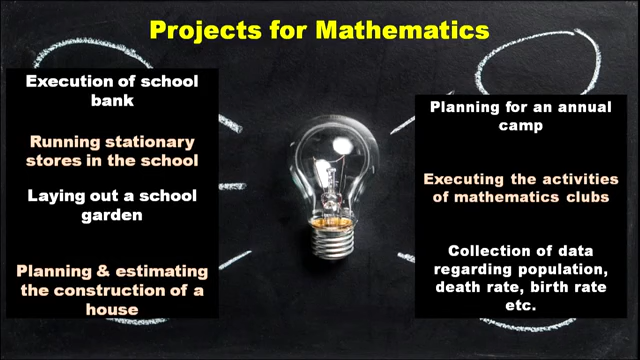 Projects for Mathematics
Execution of school
bank
Running stationary
stores in the school
Laying out a school
garden
Planning & estimating
the construction of a
house
Planning for an annual
camp
Executing the activities
of mathematics clubs
Collection of data
regarding population,
death rate, birth rate
etc.